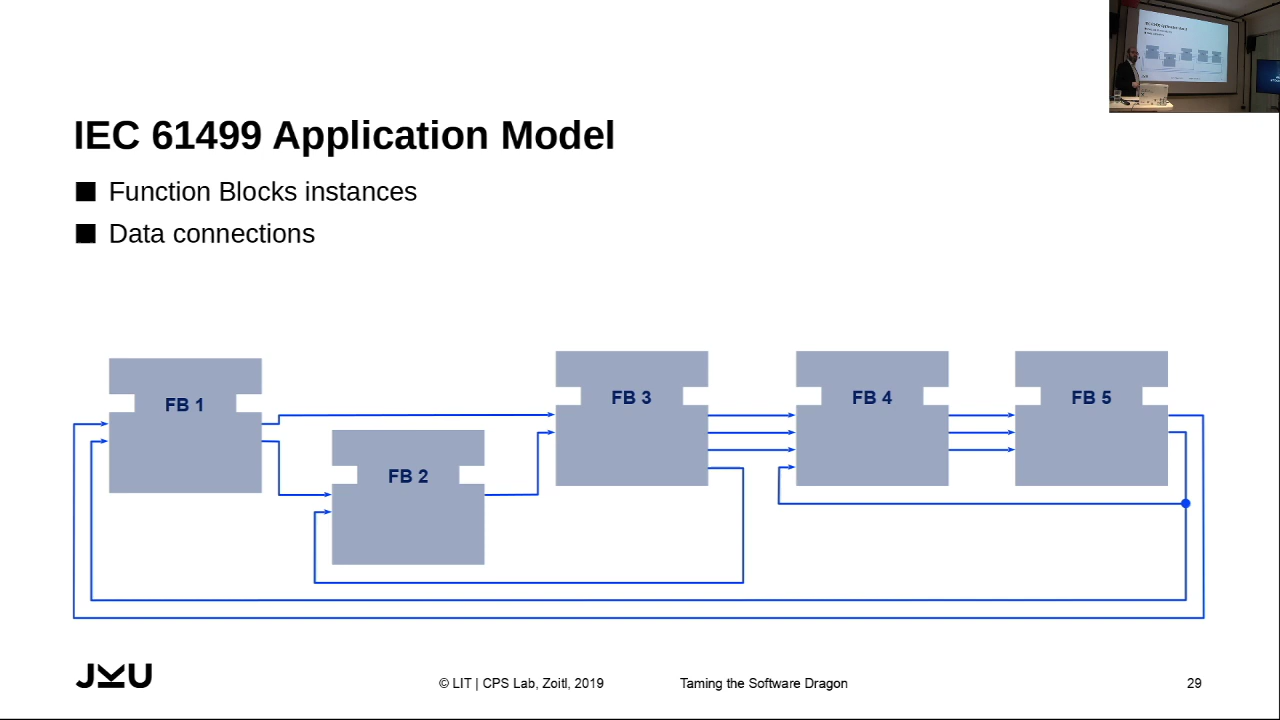 IEC 61499 Application Model
Function Blocks instances
Data connections
FB 1
FB 2
FB 3
FB 4
FB 5
JKU
© LIT | CPS Lab, Zoitl, 2019
Taming the Software Dragon
29